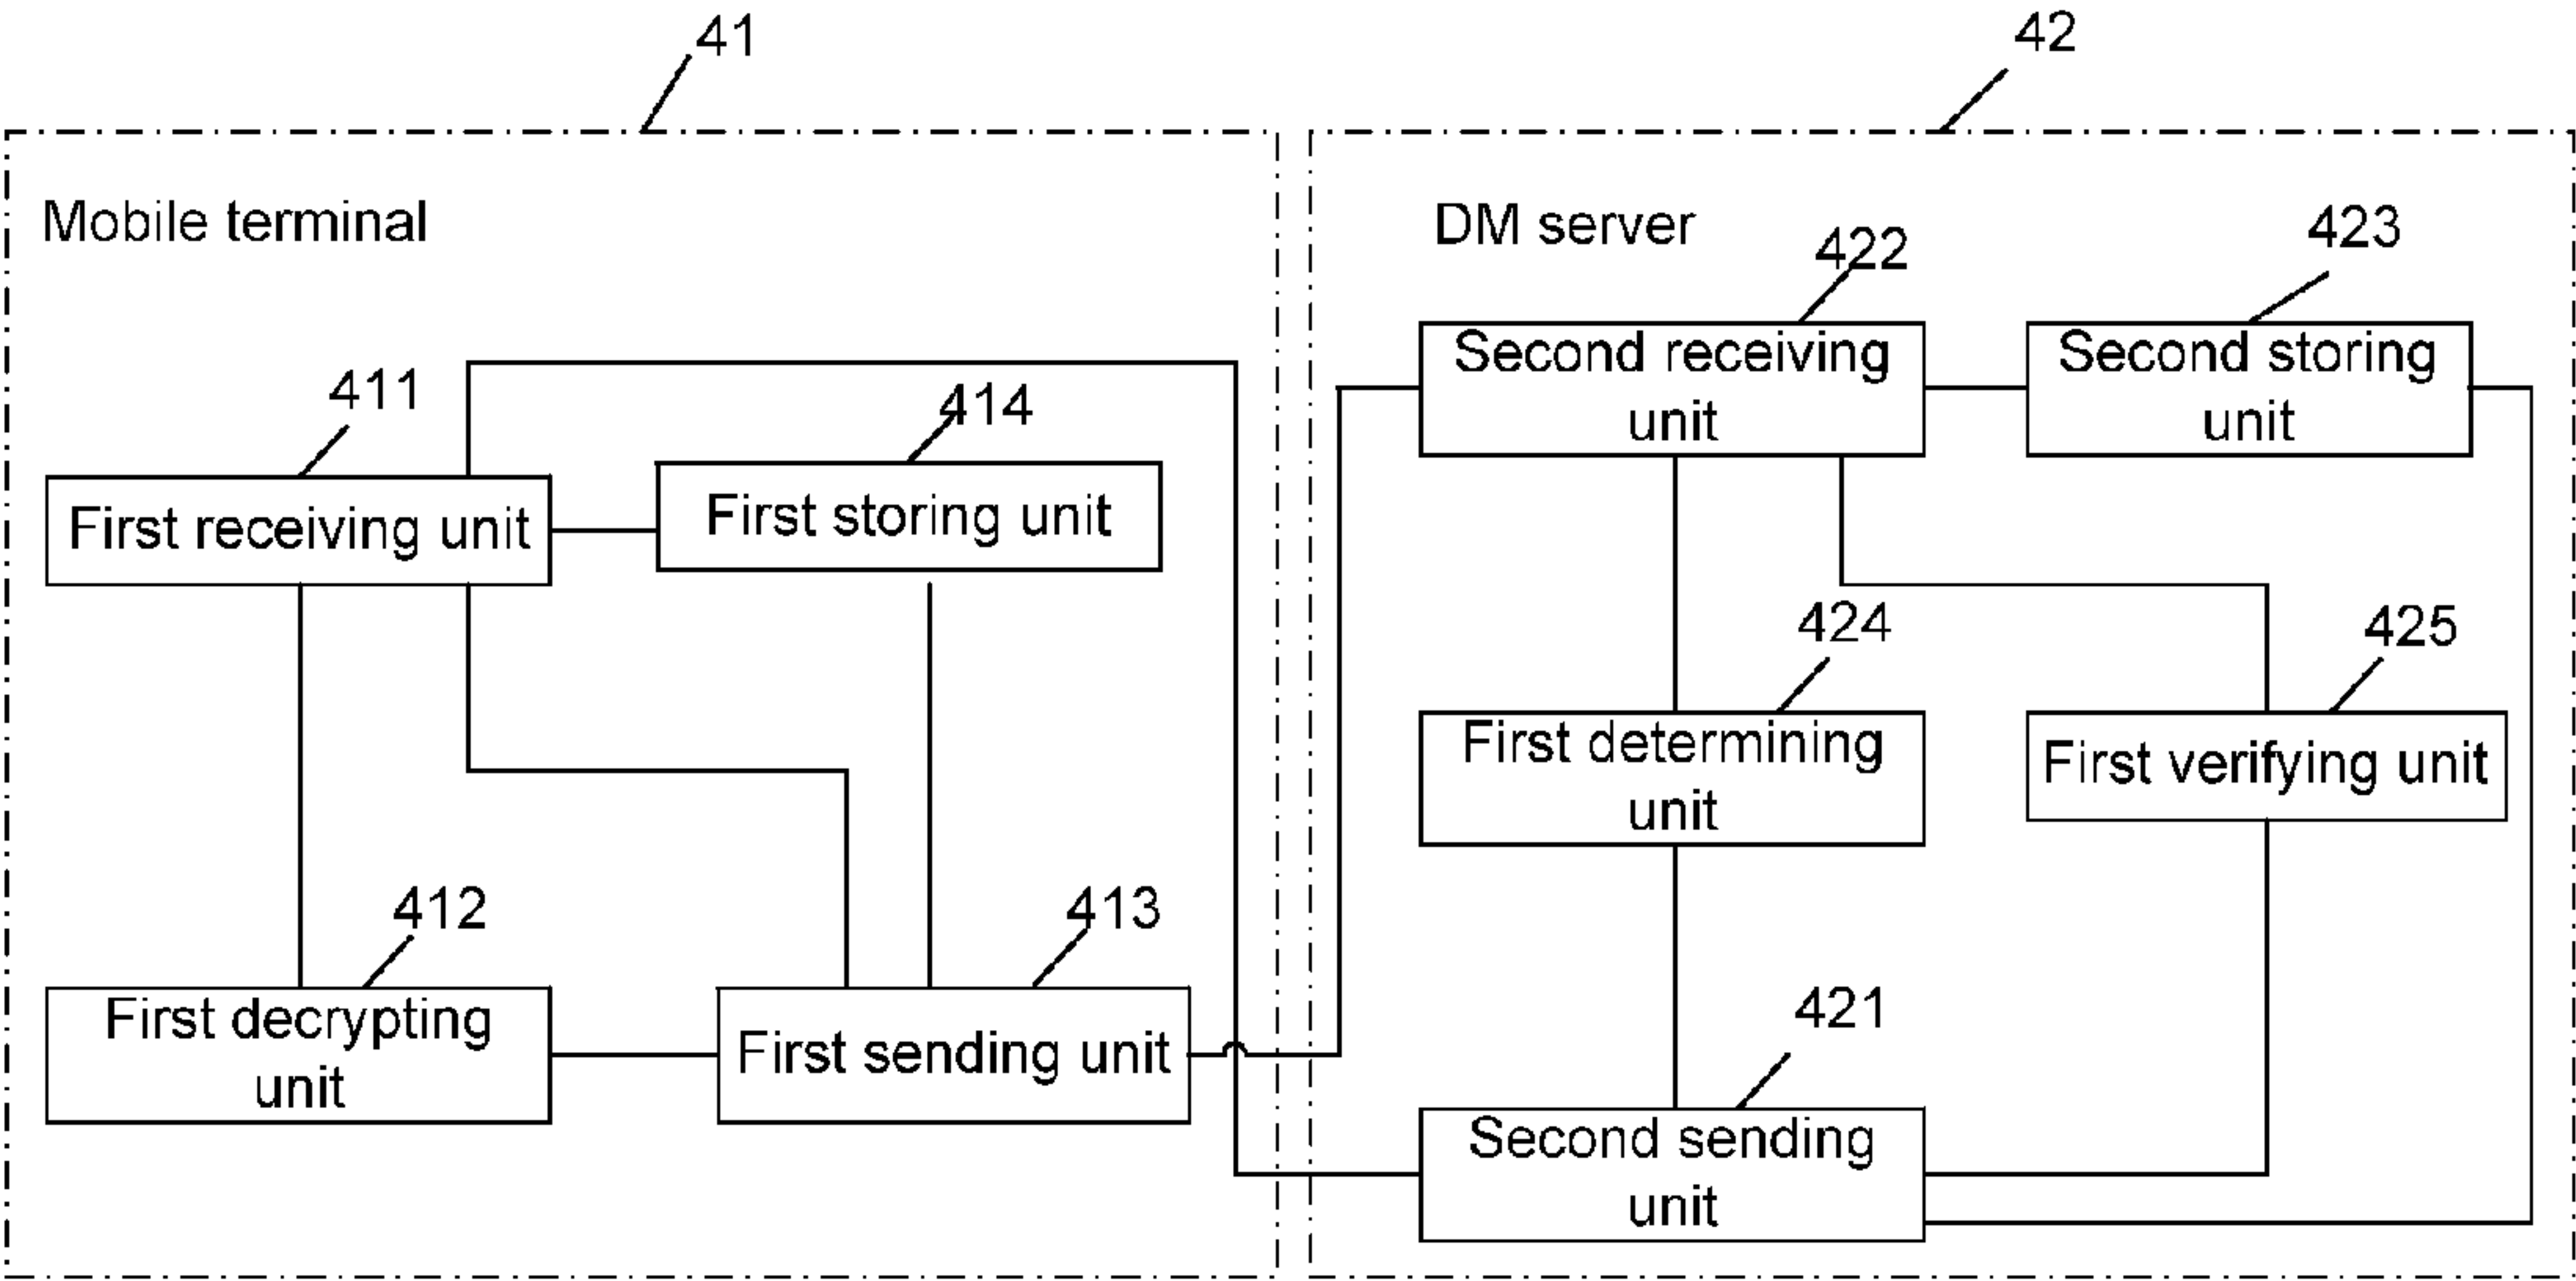 41
42
Mobile terminal
DM server
422
423
Second receiving
unit
Second storing
unit
411
414
First receiving unit
First storing unit
424
425
First determining
unit
First verifying unit
412
413
First decrypting
unit
First sending unit
421
Second sending
unit